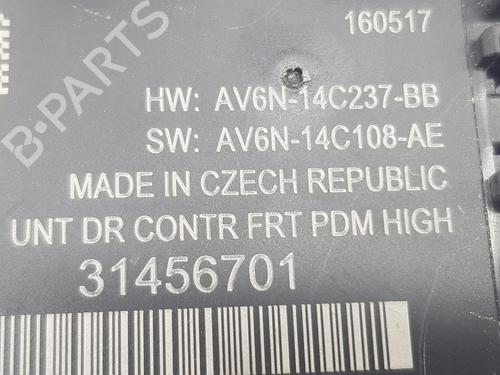 160517
HW: AV6N-14C237-BB
SW: AV6N-14C108-AE
MADE IN CZECH REPUBLIC
UNT DR CONTR FRT PDM HIGH
31456701